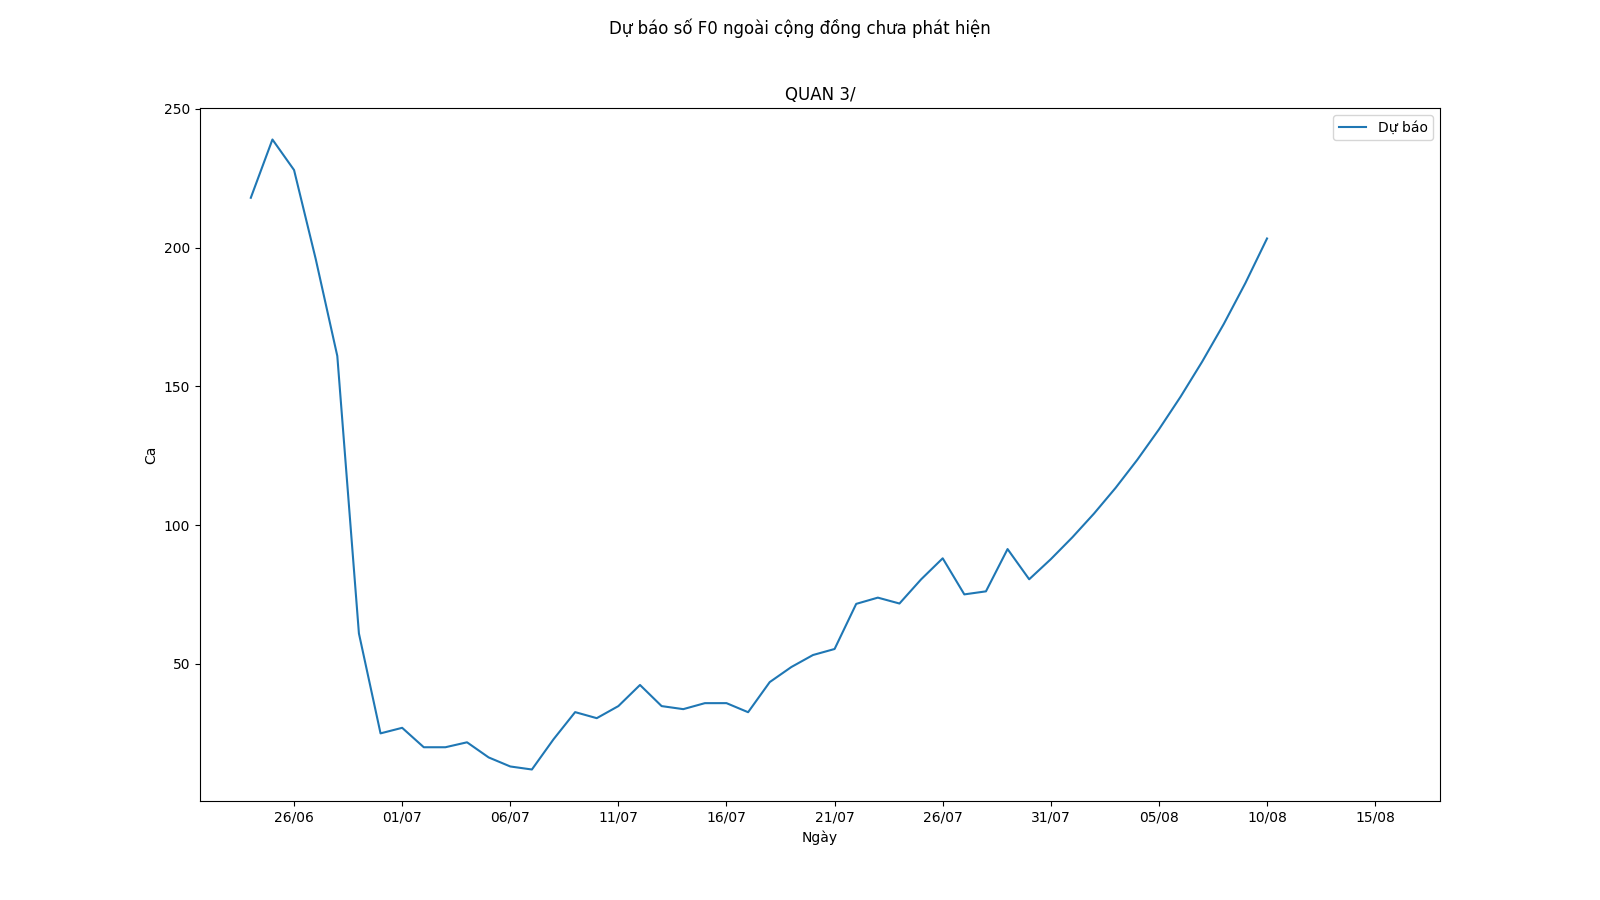 Dự báo số F0 ngoài cộng đồng chưa phát hiện
QUAN 3/
Dự báo
250
200
150
100
50
Ca
26/06 01/07 06/07 11/07 16/07 21/07 26/07 31/07 05/08 10/08 15/08
Ngày